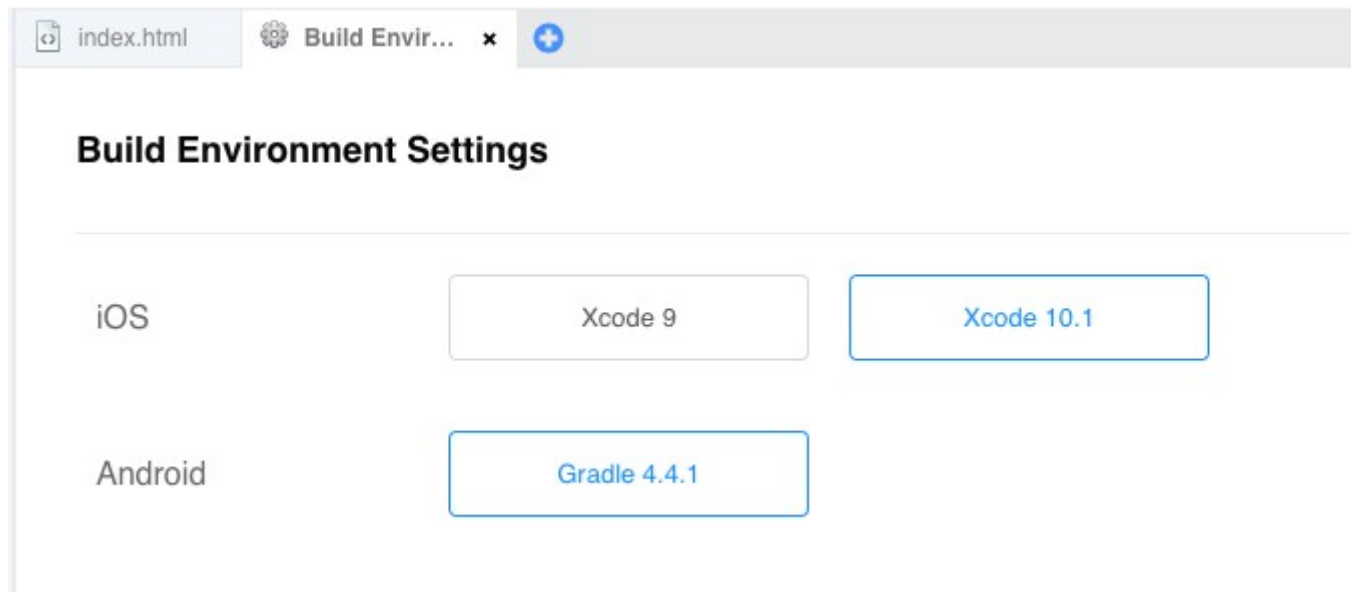 index.html
Build Envir...
Build Environment Settings
iOS
Xcode 9
Xcode 10.1
Android
Gradle 4.4.1